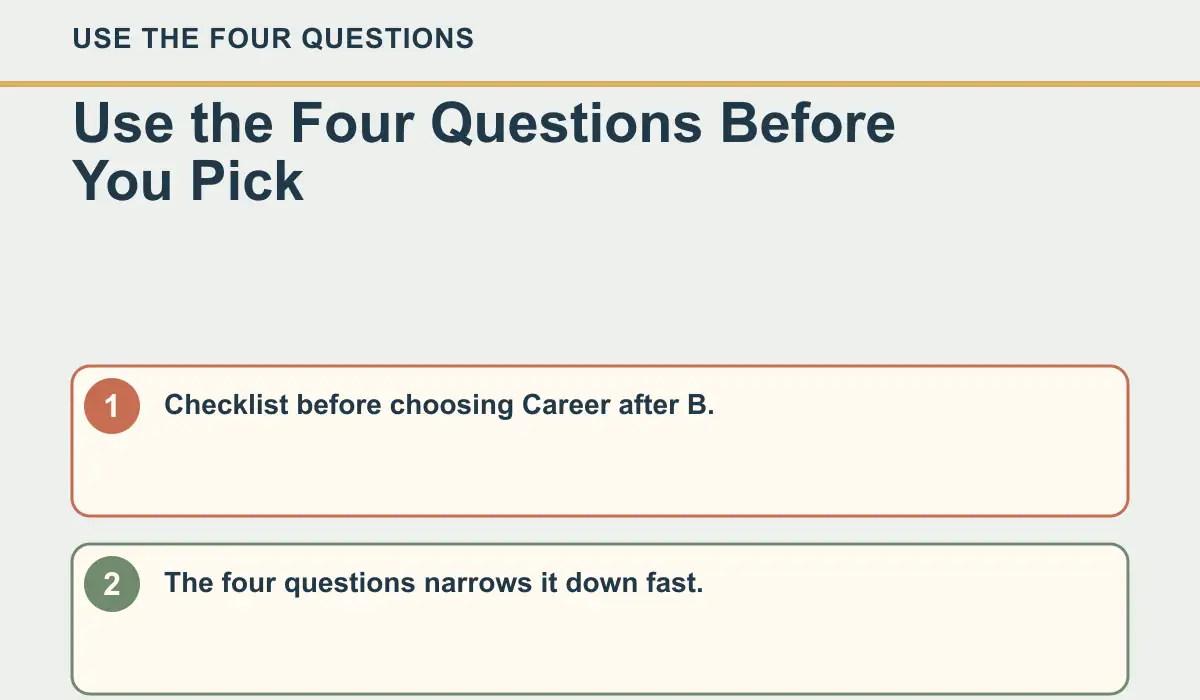 USE THE FOUR QUESTIONS
Use the Four Questions Before
You Pick
1
Checklist before choosing Career after B.
2
The four questions narrows it down fast.